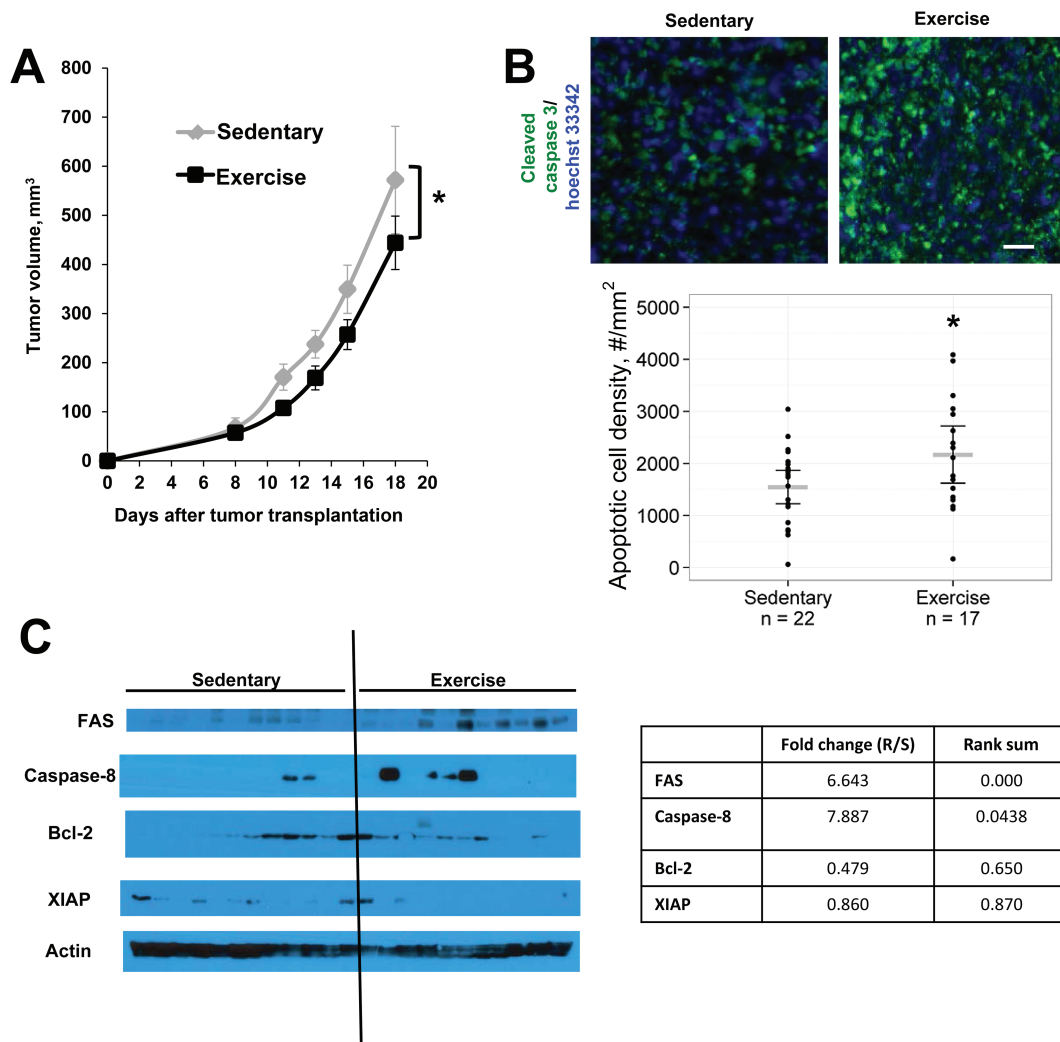 A
800
700
600
500
400
300
200
100
0
Tumor volume, mm³
Sedentary
Exercise
*
0 2 4 6 8 10 12 14 16 18 20
Days after tumor transplantation
B
Sedentary Exercise
Cleaved
caspase 3/
hoechst 33342
Apoptotic cell density, #/mm²
5000
4000
3000
2000
1000
0
*
Sedentary Exercise
n = 22 n = 17
C
Sedentary Exercise
FAS
Caspase-8
Bcl-2
XIAP
Actin
Fold change (R/S) Rank sum
FAS 6.643 0.000
Caspase-8 7.887 0.0438
Bcl-2 0.479 0.650
XIAP 0.860 0.870